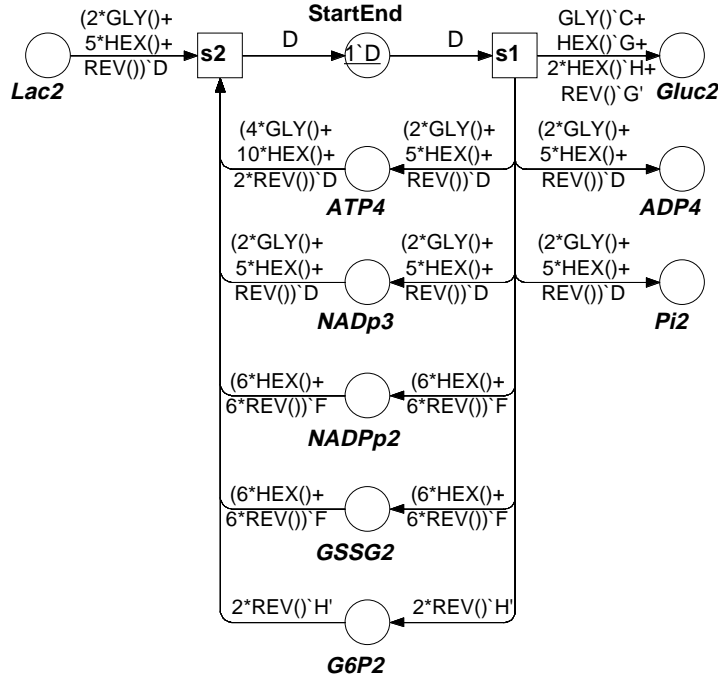 StartEnd
(2*GLY()+
5*HEX()+
REV())`D
Lac2
s2
D
1`D
D
s1
GLY()`C+
HEX()`G+
2*HEX()`H+
REV()`G'
Gluc2
(4*GLY()+
10*HEX()+
2*REV())`D
ATP4
(2*GLY()+
5*HEX()+
REV())`D
(2*GLY()+
5*HEX()+
REV())`D
ADP4
(2*GLY()+
5*HEX()+
REV())`D
NADp3
(2*GLY()+
5*HEX()+
REV())`D
(2*GLY()+
5*HEX()+
REV())`D
Pi2
(6*HEX()+
6*REV())`F
NADPp2
(6*HEX()+
6*REV())`F
(6*HEX()+
6*REV())`F
GSSG2
(6*HEX()+
6*REV())`F
2*REV()`H'
G6P2
2*REV()`H'